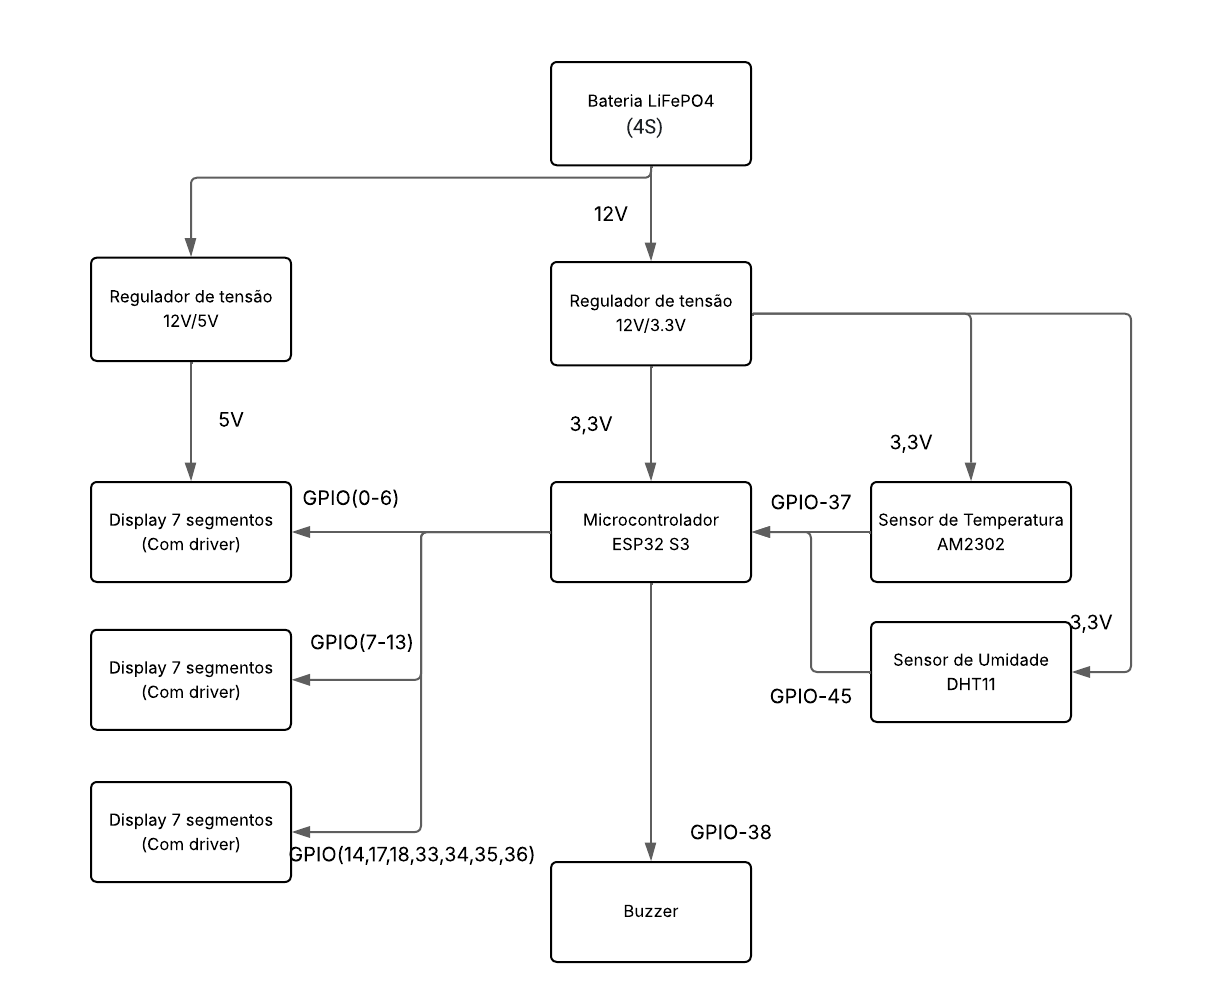 Bateria LiFePO4
(4S)
12V
Regulador de tensão
12V/5V
Regulador de tensão
12V/3.3V
5V
3,3V
3,3V
GPIO(0-6)
GPIO-37
Display 7 segmentos
(Com driver)
Microcontrolador
ESP32 S3
Sensor de Temperatura
AM2302
GPIO(7-13)
3,3V
Display 7 segmentos
(Com driver)
Sensor de Umidade
DHT11
GPIO-45
Display 7 segmentos
(Com driver)
GPIO-38
GPIO(14,17,18,33,34,35,36)
Buzzer